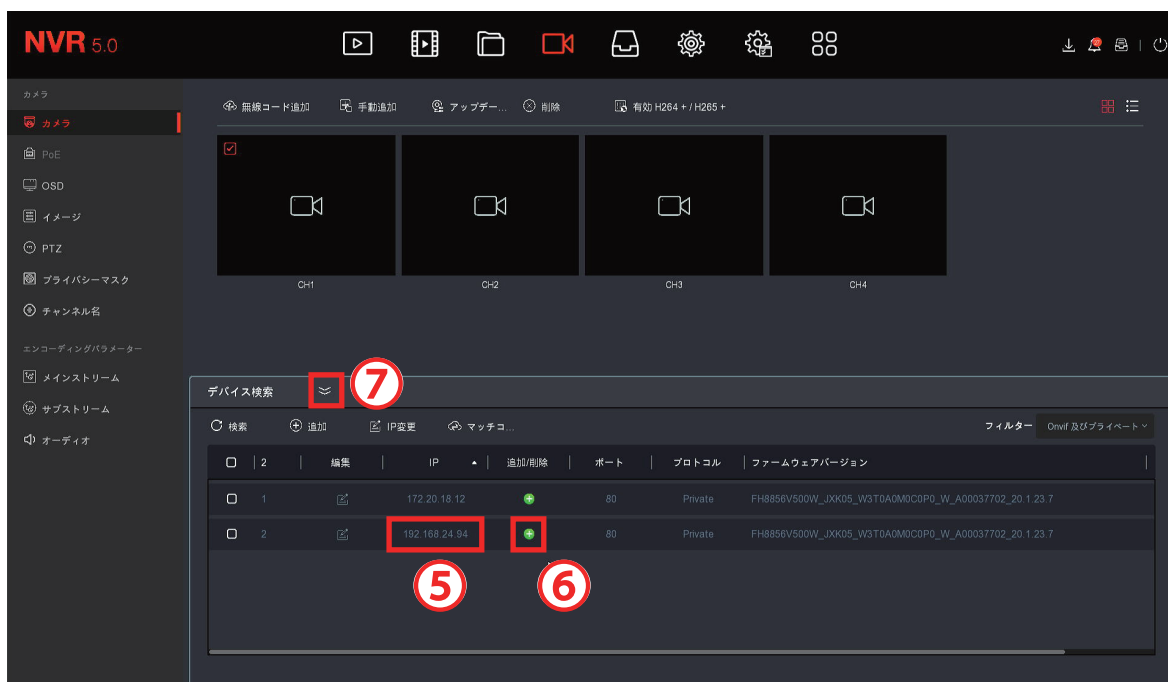 NVR 5.0
カメラ
カメラ
PoE
OSD
イメージ
PTZ
プライバシーマスク
チャンネル名
エンコーディングパラメーター
メインストリーム
サブストリーム
オーディオ
無線コード追加 手動追加 アップデー... 削除 有効 H264 + / H265 +
CH1 CH2 CH3 CH4
デバイス検索 ⑦
検索 追加 IP変更 マッチコ... フィルター Onvif 及びプライベート
2 編集 IP 追加/削除 ポート プロトコル ファームウェアバージョン
1 172.20.18.12 80 Private FH8856V500W_JXK05_W3T0A0M0C0P0_W_A00037702_20.1.23.7
2 192.168.24.94 80 Private FH8856V500W_JXK05_W3T0A0M0C0P0_W_A00037702_20.1.23.7
⑤ ⑥